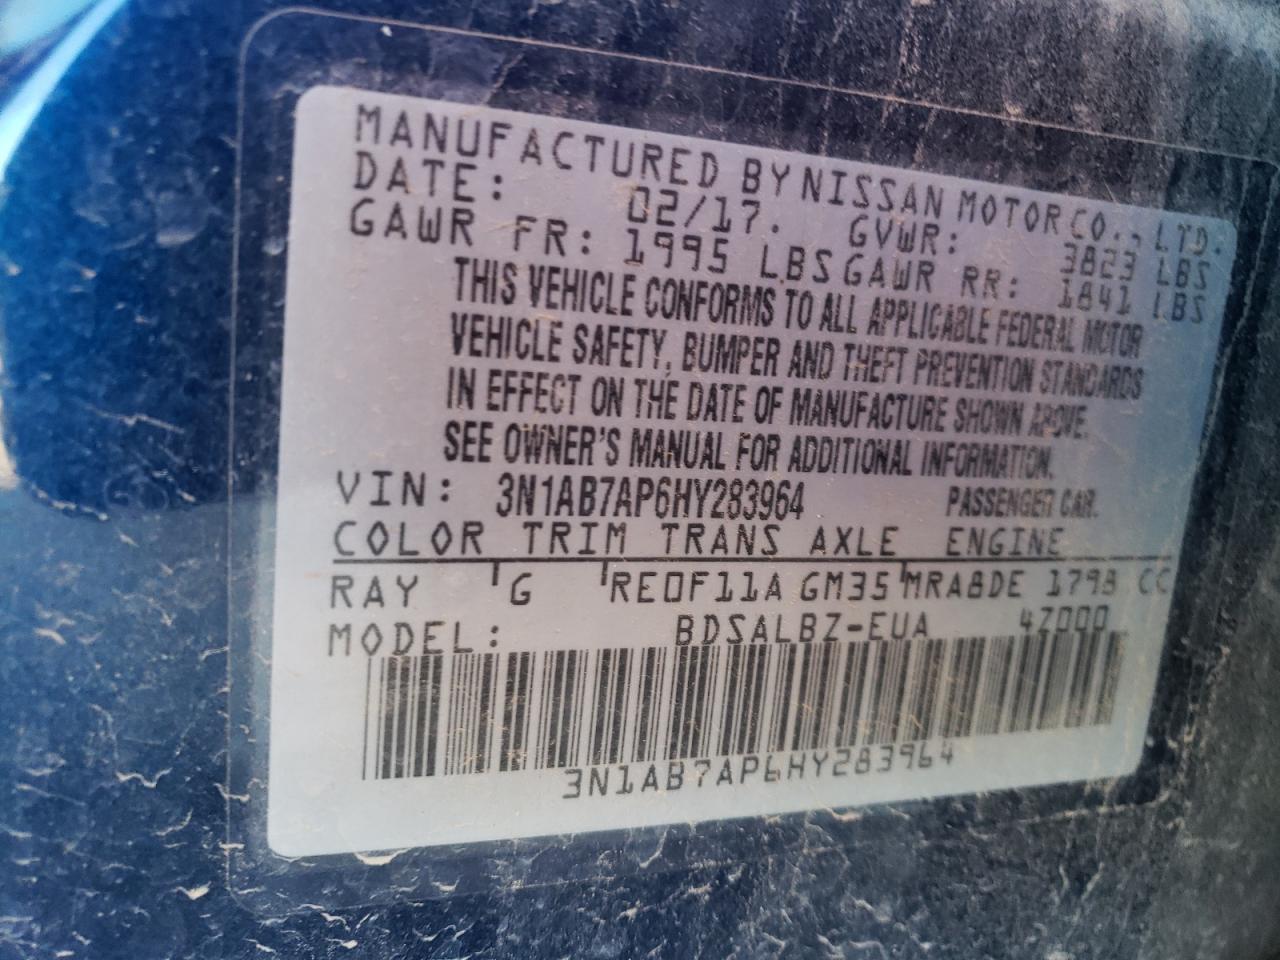 MANUFACTURED BY NISSAN MOTOR CO., LTD.
DATE: 02/17. GVWR: 3823 LBS
GAWR FR: 1995 LBS GAWR RR: 1841 LBS
THIS VEHICLE CONFORMS TO ALL APPLICABLE FEDERAL MOTOR
VEHICLE SAFETY, BUMPER AND THEFT PREVENTION STANDARDS
IN EFFECT ON THE DATE OF MANUFACTURE SHOWN ABOVE.
SEE OWNER'S MANUAL FOR ADDITIONAL INFORMATION.
VIN: 3N1AB7AP6HY283964 PASSENGER CAR.
COLOR TRIM TRANS AXLE ENGINE
RAY G RE0F11A GM35 MRA8DE 1798 CC
MODEL: BDSALBZ-EUA 47000
3N1AB7AP6HY283964